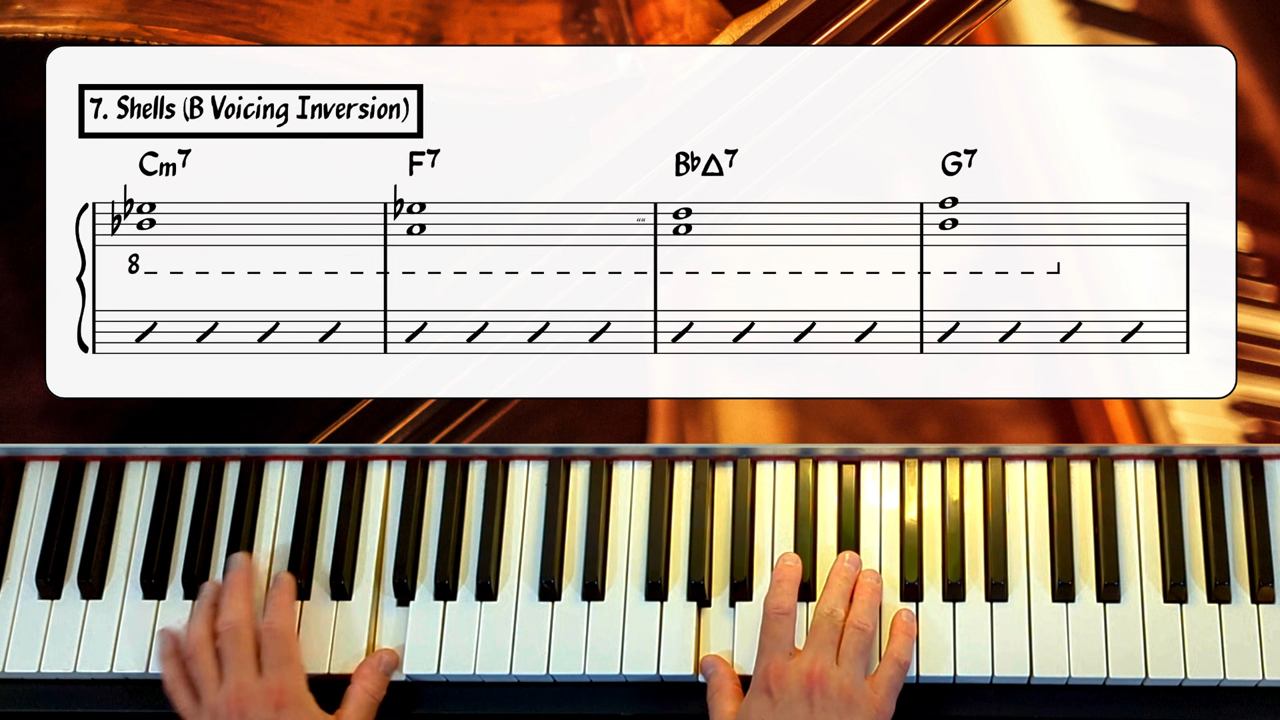 7. Shells (B Voicing Inversion)
Cm7 F7 B♭Δ7 G7
8